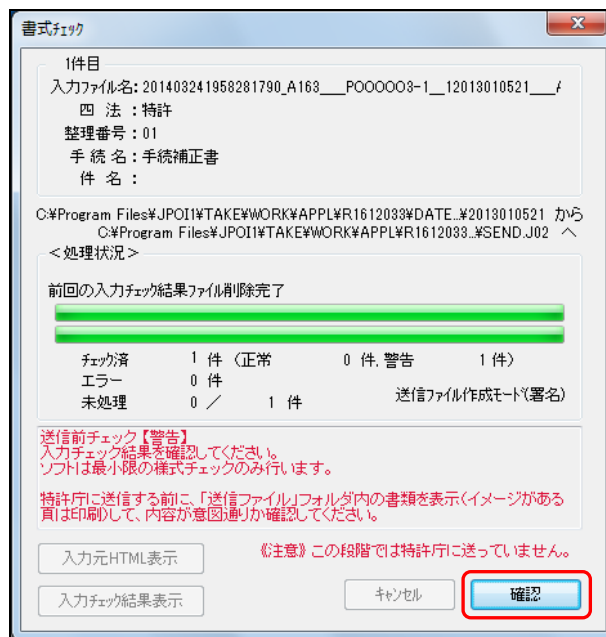 書式ﾁｪｯｸ
1件目
入力ﾌｧｲﾙ名: 201403241958281790_A163___P000003-1__12013010521___/
四 法 : 特許
整理番号 : 01
手 続 名 : 手続補正書
件 名 :
C:¥Program Files¥JPOI1¥TAKE¥WORK¥APPL¥R1612033¥DATE..¥2013010521 から
C:¥Program Files¥JPOI1¥TAKE¥WORK¥APPL¥R1612033..¥SEND.J02 へ
＜処理状況＞
前回の入力ﾁｪｯｸ結果ﾌｧｲﾙ削除完了
ﾁｪｯｸ済 1 件 (正常 0 件, 警告 1 件)
エラー 0 件
未処理 0 ／ 1 件 送信ﾌｧｲﾙ作成ﾓｰﾄﾞ(署名)
送信前チェック【警告】
入力チェック結果を確認してください。
ソフトは最小限の様式チェックのみ行います。
特許庁に送信する前に、「送信ファイル」フォルダ内の書類を表示(イメージがある
頁は印刷)して、内容が意図通りか確認してください。
入力元HTML表示
《注意》 この段階では特許庁に送っていません。
入力ﾁｪｯｸ結果表示
ｷｬﾝｾﾙ
確認